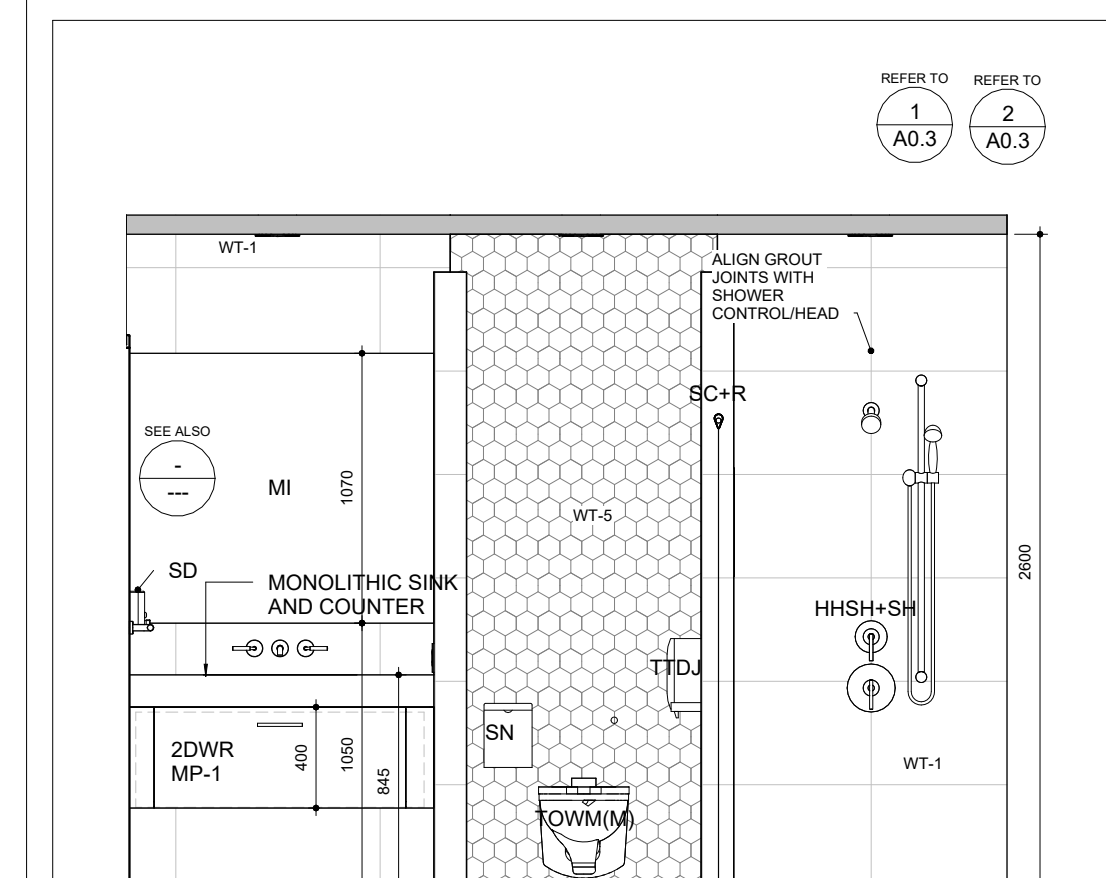 REFER TO
1
A0.3
REFER TO
2
A0.3
WT-1
ALIGN GROUT
JOINTS WITH
SHOWER
CONTROL/HEAD
SC+R
SEE ALSO
-
---
MI
1070
WT-5
2600
SD
MONOLITHIC SINK
AND COUNTER
HHSH+SH
TTDJ
SN
2DWR
MP-1
400
1050
845
WT-1
TOWM(M)